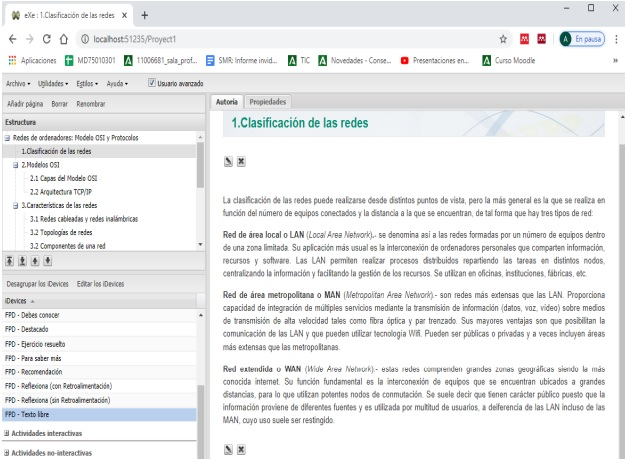 eXe : 1.Clasificación de las redes
localhost:51235/Proyect1
En pausa
Aplicaciones MD75010301 11006681_sala_prof... SMR: Informe invid... TIC Novedades - Conse... Presentaciones en... Curso Moodle »
Archivo Utilidades Estilos Ayuda Usuario avanzado
Añadir página Borrar Renombrar
Estructura
Redes de ordenadores: Modelo OSI y Protocolos
1.Clasificación de las redes
2.Modelos OSI
2.1 Capas del Modelo OSI
2.2 Arquitectura TCP/IP
3.Características de las redes
3.1 Redes cableadas y redes inalámbricas
3.2 Topologías de redes
3.2 Componentes de una red
Desagrupar los iDevices Editar los iDevices
iDevices
FPD - Debes conocer
FPD - Destacado
FPD - Ejercicio resuelto
FPD - Para saber más
FPD - Recomendación
FPD - Reflexiona (con Retroalimentación)
FPD - Reflexiona (sin Retroalimentación)
FPD - Texto libre
Actividades interactivas
Actividades no-interactivas
Autoría Propiedades
1.Clasificación de las redes
La clasificación de las redes puede realizarse desde distintos puntos de vista, pero la más general es la que se realiza en
función del número de equipos conectados y la distancia a la que se encuentran, de tal forma que hay tres tipos de red:
Red de área local o LAN (Local Area Network).- se denomina así a las redes formadas por un número de equipos dentro
de una zona limitada. Su aplicación más usual es la interconexión de ordenadores personales que comparten información,
recursos y software. Las LAN permiten realizar procesos distribuidos repartiendo las tareas en distintos nodos,
centralizando la información y facilitando la gestión de los recursos. Se utilizan en oficinas, instituciones, fábricas, etc.
Red de área metropolitana o MAN (Metropolitan Area Network).- son redes más extensas que las LAN. Proporciona
capacidad de integración de múltiples servicios mediante la transmisión de información (datos, voz, vídeo) sobre medios
de transmisión de alta velocidad tales como fibra óptica y par trenzado. Sus mayores ventajas son que posibilitan la
comunicación de las LAN y que pueden utilizar tecnología Wifi. Pueden ser públicas o privadas y a veces incluyen áreas
más extensas que las metropolitanas.
Red extendida o WAN (Wide Area Network).- estas redes comprenden grandes zonas geográficas siendo la más
conocida internet. Su función fundamental es la interconexión de equipos que se encuentran ubicados a grandes
distancias, para lo que utilizan potentes nodos de conmutación. Se suele decir que tienen carácter público puesto que la
información proviene de diferentes fuentes y es utilizada por multitud de usuarios, a deiferencia de las LAN incluso de las
MAN, cuyo uso suele ser restringido.